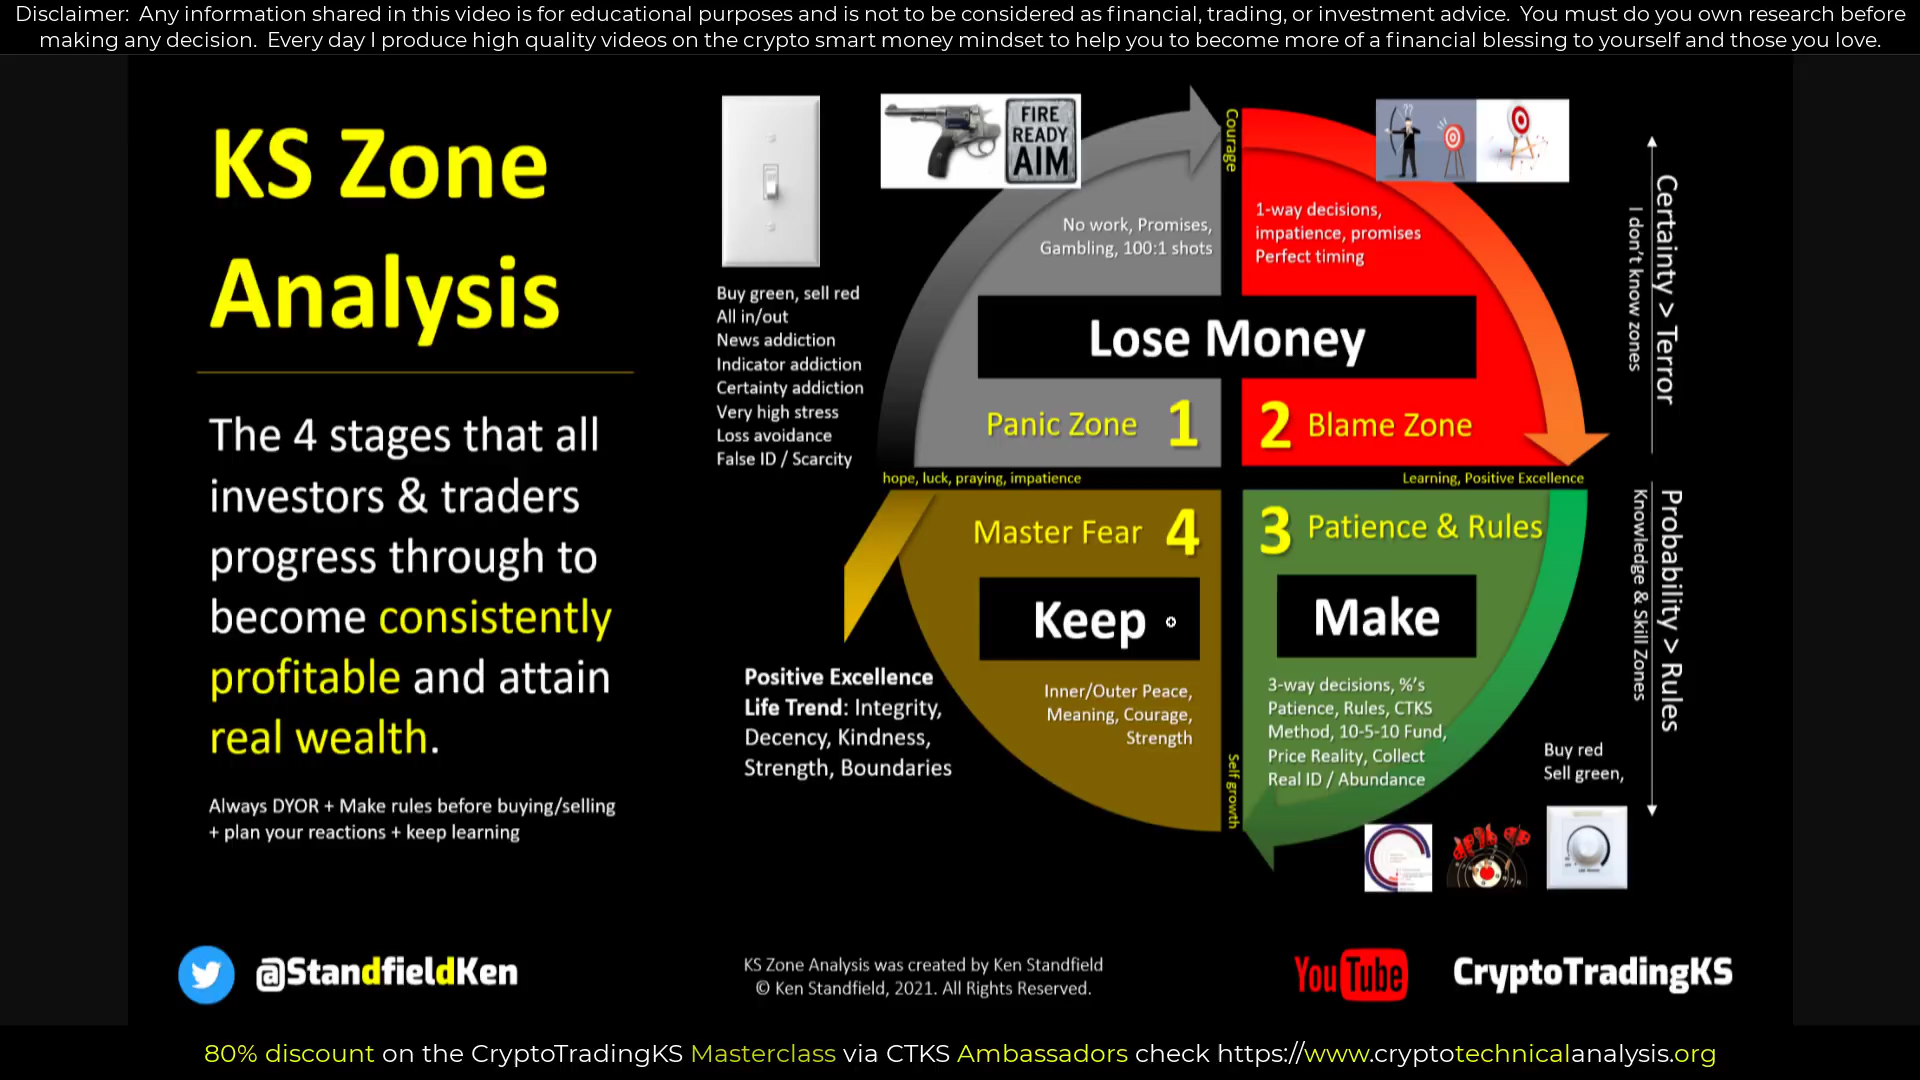 Disclaimer:  Any information shared in this video is for educational purposes and is not to be considered as financial, trading, or investment advice.  You must do you own research before
making any decision.  Every day I produce high quality videos on the crypto smart money mindset to help you to become more of a financial blessing to yourself and those you love.
KS Zone
Analysis
The 4 stages that all
investors & traders
progress through to
become consistently
profitable and attain
real wealth.
Always DYOR + Make rules before buying/selling
+ plan your reactions + keep learning
FIRE
READY
AIM
Buy green, sell red
All in/out
News addiction
Indicator addiction
Certainty addiction
Very high stress
Loss avoidance
False ID / Scarcity
No work, Promises,
Gambling, 100:1 shots
Courage
??
1-way decisions,
impatience, promises
Perfect timing
Lose Money
Panic Zone 1
2 Blame Zone
hope, luck, praying, impatience
Learning, Positive Excellence
Certainty > Terror
I don't know zones
Master Fear 4
3 Patience & Rules
Keep
Make
Inner/Outer Peace,
Meaning, Courage,
Strength
3-way decisions, %'s
Patience, Rules, CTKS
Method, 10-5-10 Fund,
Price Reality, Collect
Real ID / Abundance
Self growth
Probability > Rules
Knowledge & Skill Zones
Positive Excellence
Life Trend: Integrity,
Decency, Kindness,
Strength, Boundaries
Buy red
Sell green,
@StandfieldKen
KS Zone Analysis was created by Ken Standfield
© Ken Standfield, 2021. All Rights Reserved.
YouTube
CryptoTradingKS
80% discount on the CryptoTradingKS Masterclass via CTKS Ambassadors check https://www.cryptotechnicalanalysis.org